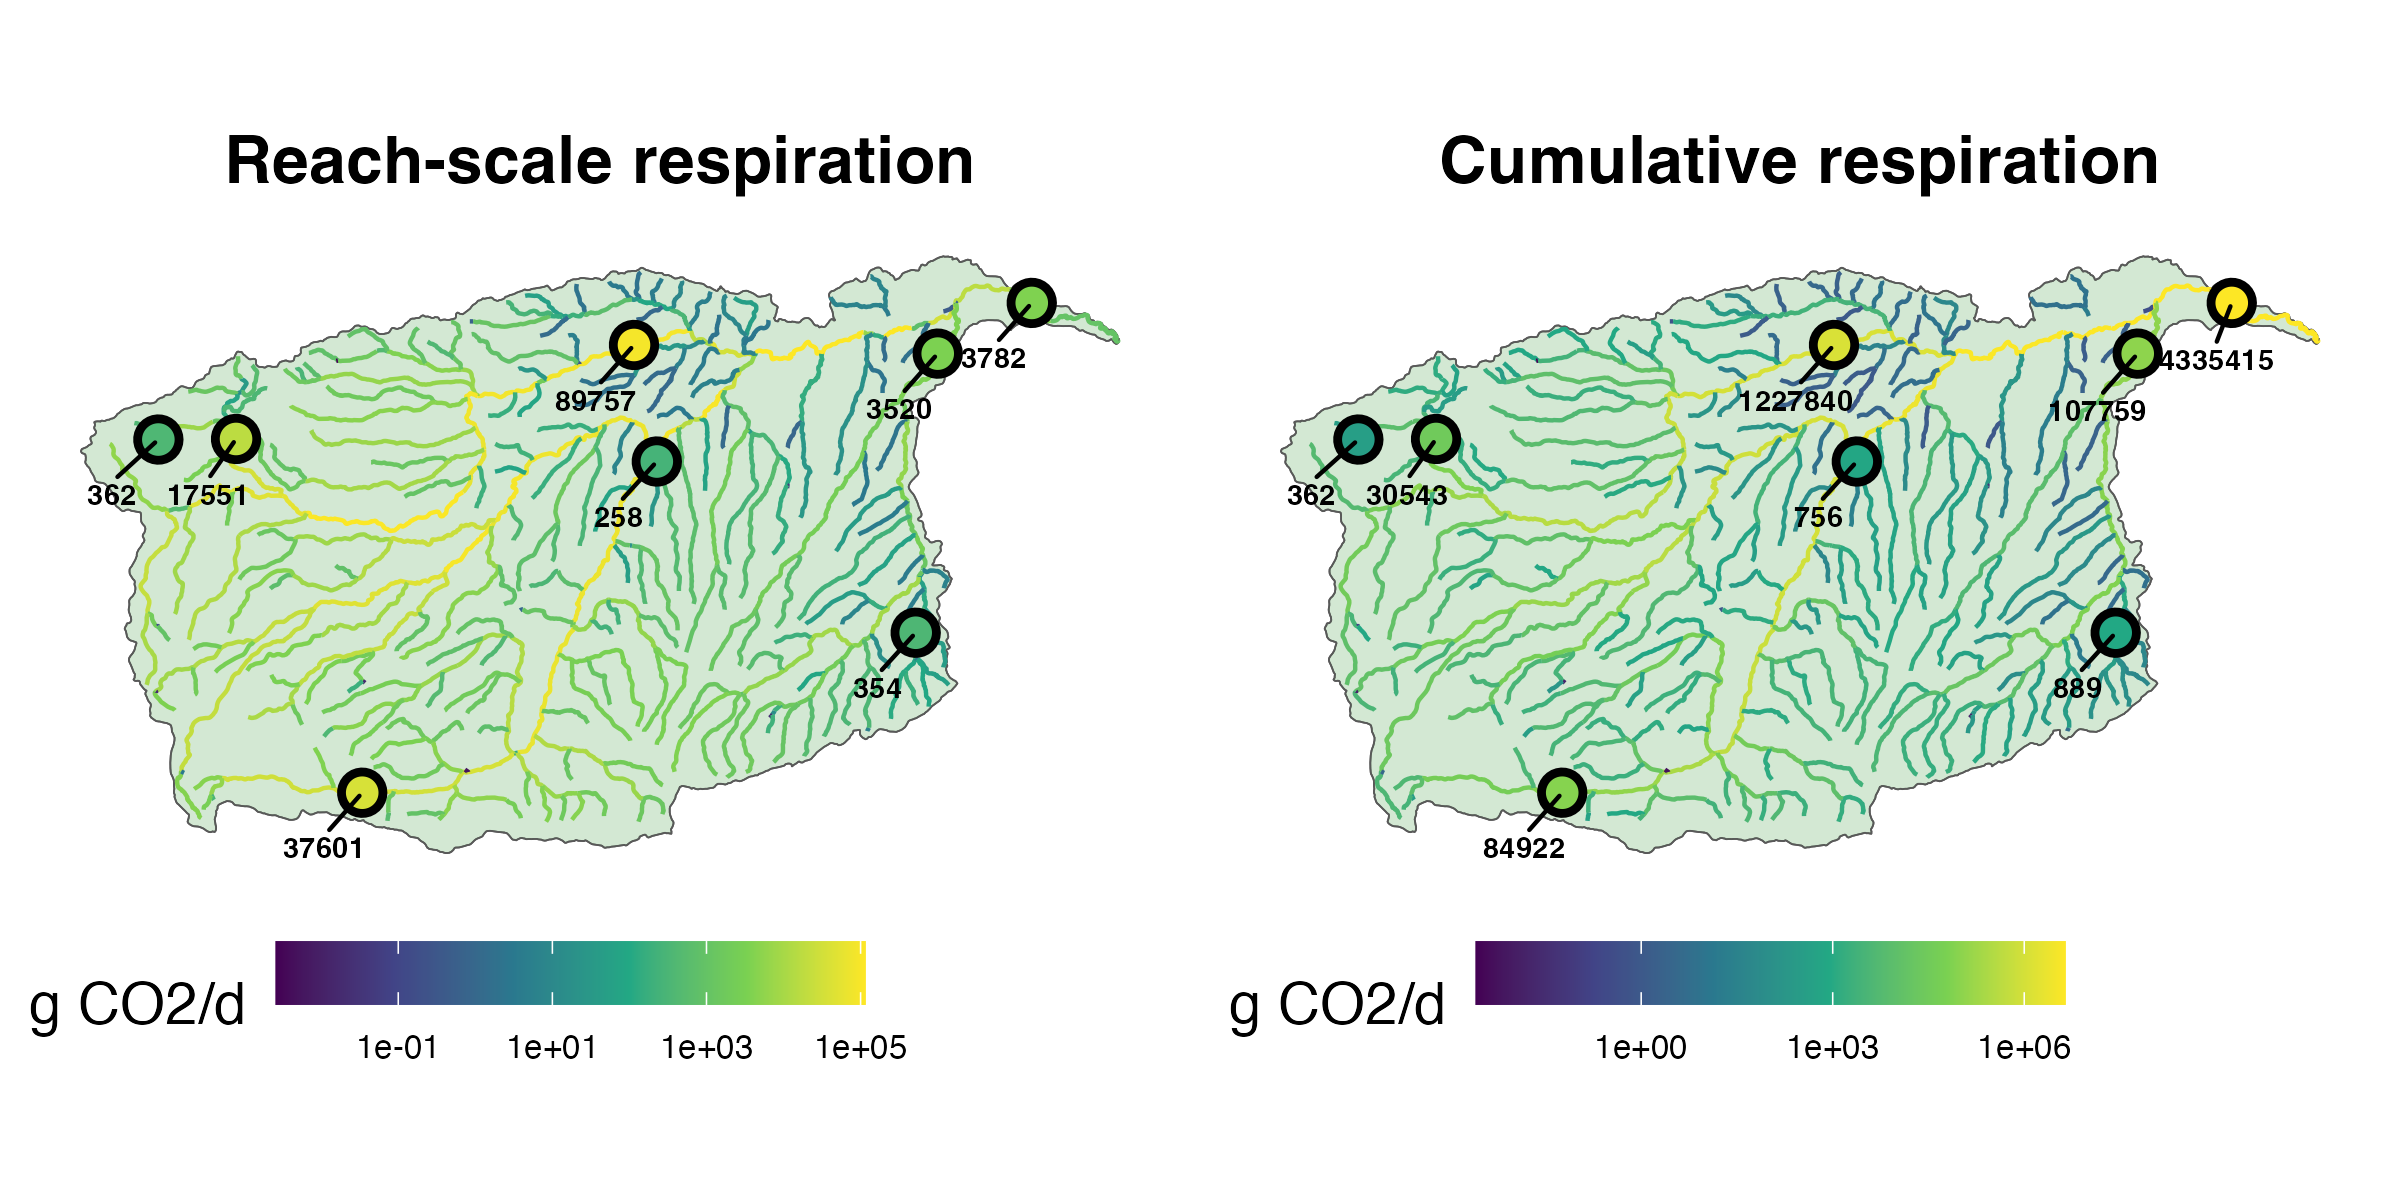 Reach-scale respiration
3782
89757
3520
362
17551
258
354
37601
g CO2/d
1e-01
1e+01
1e+03
1e+05
Cumulative respiration
4335415
1227840
107759
362
30543
756
889
84922
g CO2/d
1e+00
1e+03
1e+06